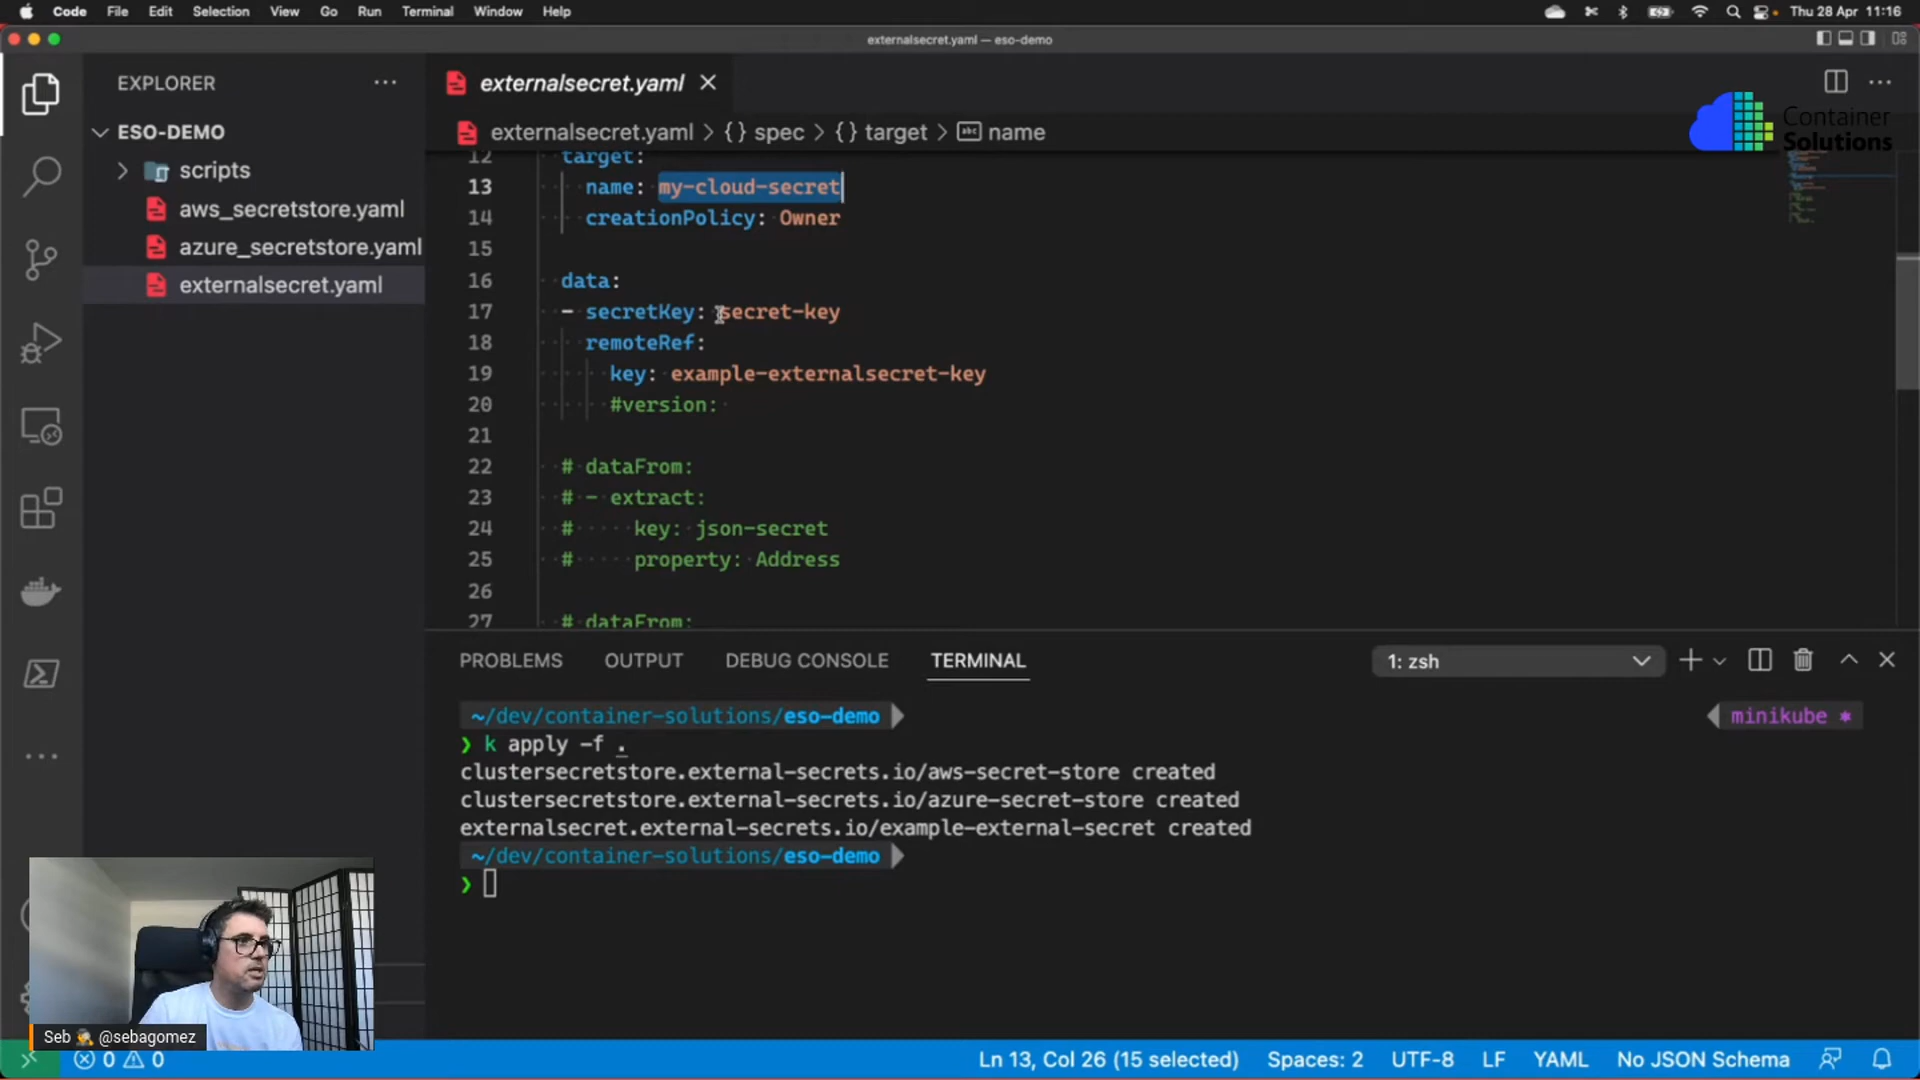 Code File Edit Selection View Go Run Terminal Window Help Thu 28 Apr 11:16
externalsecret.yaml — eso-demo
EXPLORER
ESO-DEMO
scripts
aws_secretstore.yaml
azure_secretstore.yaml
externalsecret.yaml
externalsecret.yaml
externalsecret.yaml > {} spec > {} target > abc name
Container
Solutions
12 target:
13 name: my-cloud-secret
14 creationPolicy: Owner
15
16 data:
17 - secretKey: secret-key
18 remoteRef:
19 key: example-externalsecret-key
20 #version:
21
22 # dataFrom:
23 # - extract:
24 # key: json-secret
25 # property: Address
26
27 # dataFrom:
PROBLEMS OUTPUT DEBUG CONSOLE TERMINAL 1: zsh
~/dev/container-solutions/eso-demo minikube
❯ k apply -f .
clustersecretstore.external-secrets.io/aws-secret-store created
clustersecretstore.external-secrets.io/azure-secret-store created
externalsecret.external-secrets.io/example-external-secret created
~/dev/container-solutions/eso-demo
❯
Seb @sebagomez
0 0 Ln 13, Col 26 (15 selected) Spaces: 2 UTF-8 LF YAML No JSON Schema